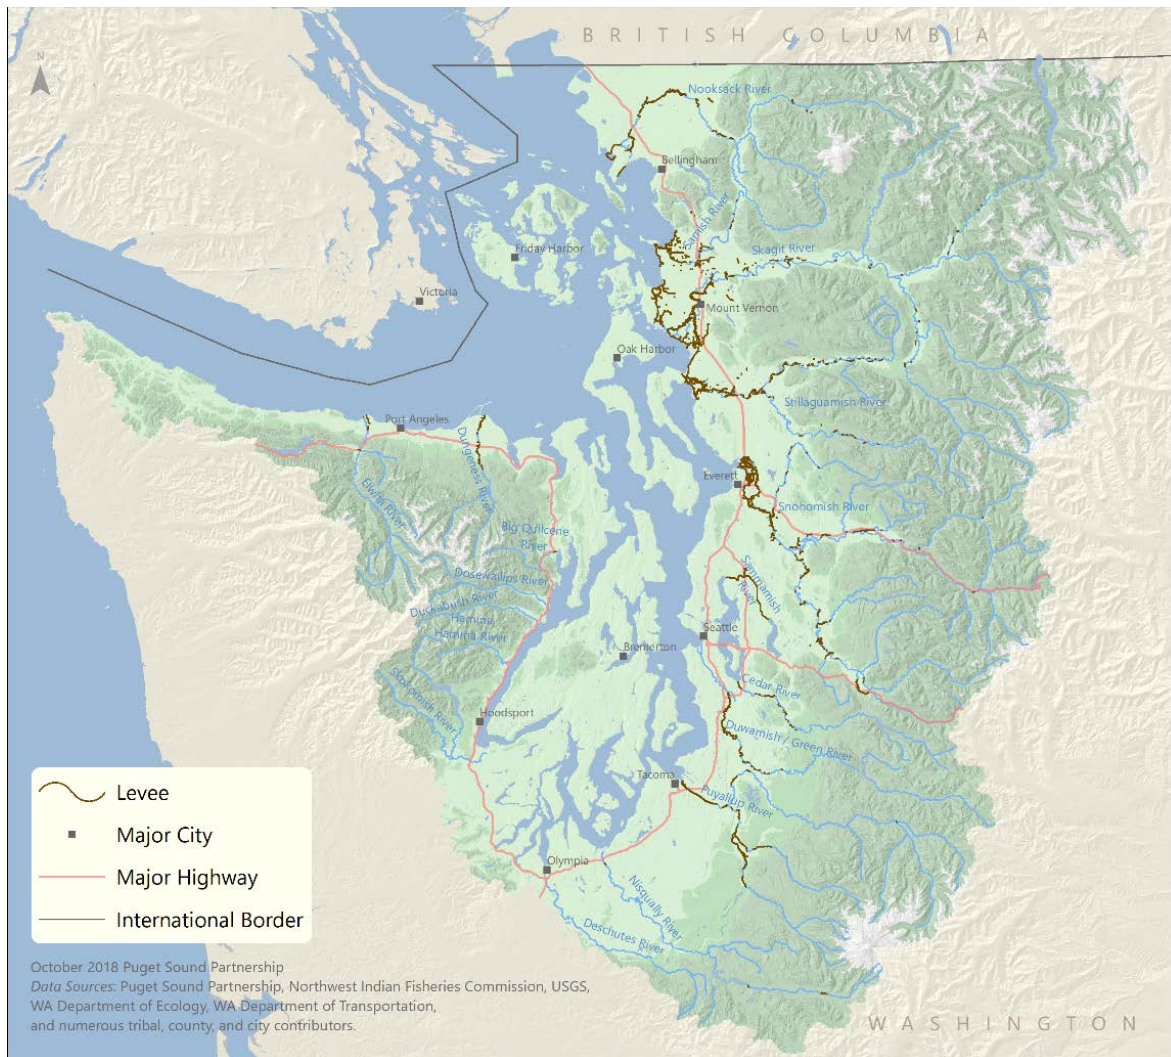 BRITISH COLUMBIA
N
Nooksack River
Bellingham
Samish River
Friday Harbor
Skagit River
Victoria
Mount Vernon
Oak Harbor
Stillaguamish River
Port Angeles
Dungeness River
Elwha River
Everett
Snohomish River
Big Quilcene
River
Sammamish
River
Dosewallips River
Duckabush River
Hamma
Hamma River
Seattle
Bremerton
Skokomish River
Cedar River
Hoodsport
Duwamish / Green River
Tacoma
Puyallup River
Olympia
Nisqually River
Deschutes River
Levee
Major City
Major Highway
International Border
October 2018 Puget Sound Partnership
Data Sources: Puget Sound Partnership, Northwest Indian Fisheries Commission, USGS,
WA Department of Ecology, WA Department of Transportation,
and numerous tribal, county, and city contributors.
WASHINGTON